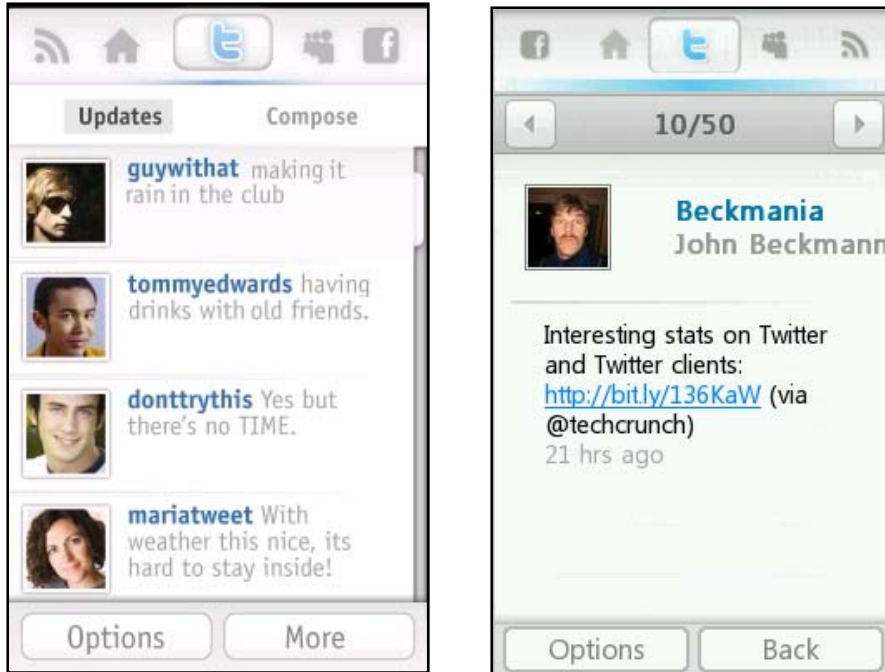 Updates Compose
guywithat making it
rain in the club
tommyedwards having
drinks with old friends.
donttrythis Yes but
there's no TIME.
mariatweet With
weather this nice, its
hard to stay inside!
Options More
10/50
Beckmania
John Beckmann
Interesting stats on Twitter
and Twitter clients:
http://bit.ly/136KaW (via
@techcrunch)
21 hrs ago
Options Back